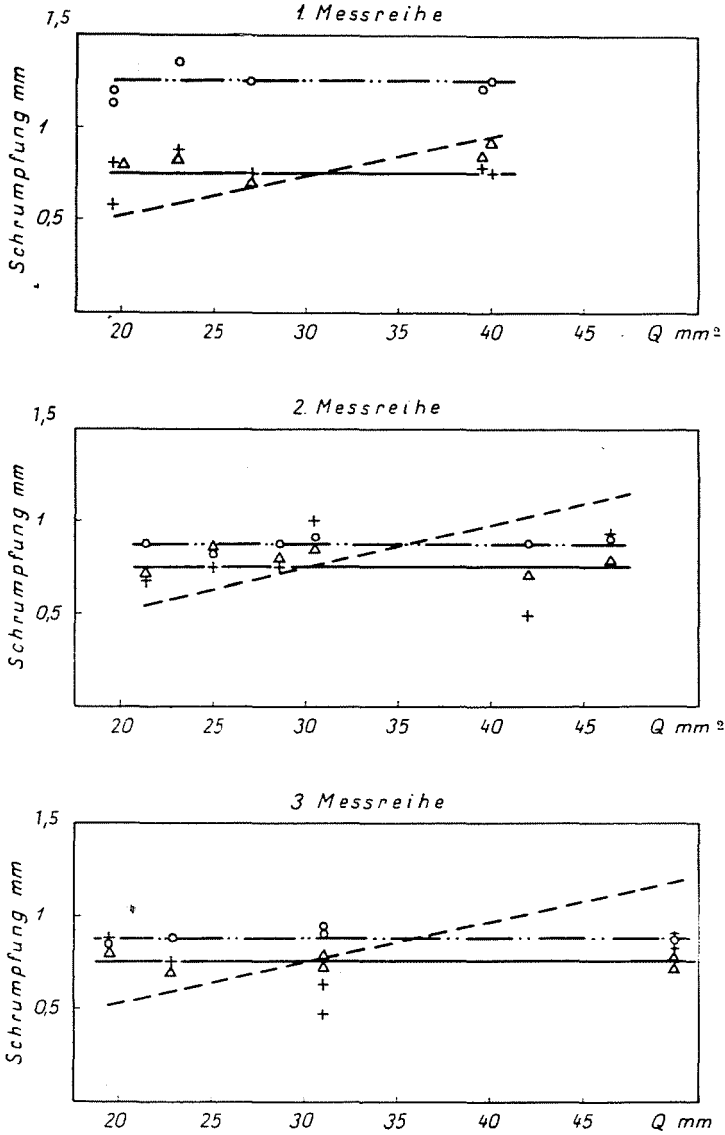 1. Messreihe
1,5
1
0,5
Schrumpfung mm
20 25 30 35 40 45 Q mm²
2. Messreihe
1,5
1
0,5
Schrumpfung mm
20 25 30 35 40 45 Q mm²
3 Messreihe
1,5
1
0,5
Schrumpfung mm
20 25 30 35 40 45 Q mm